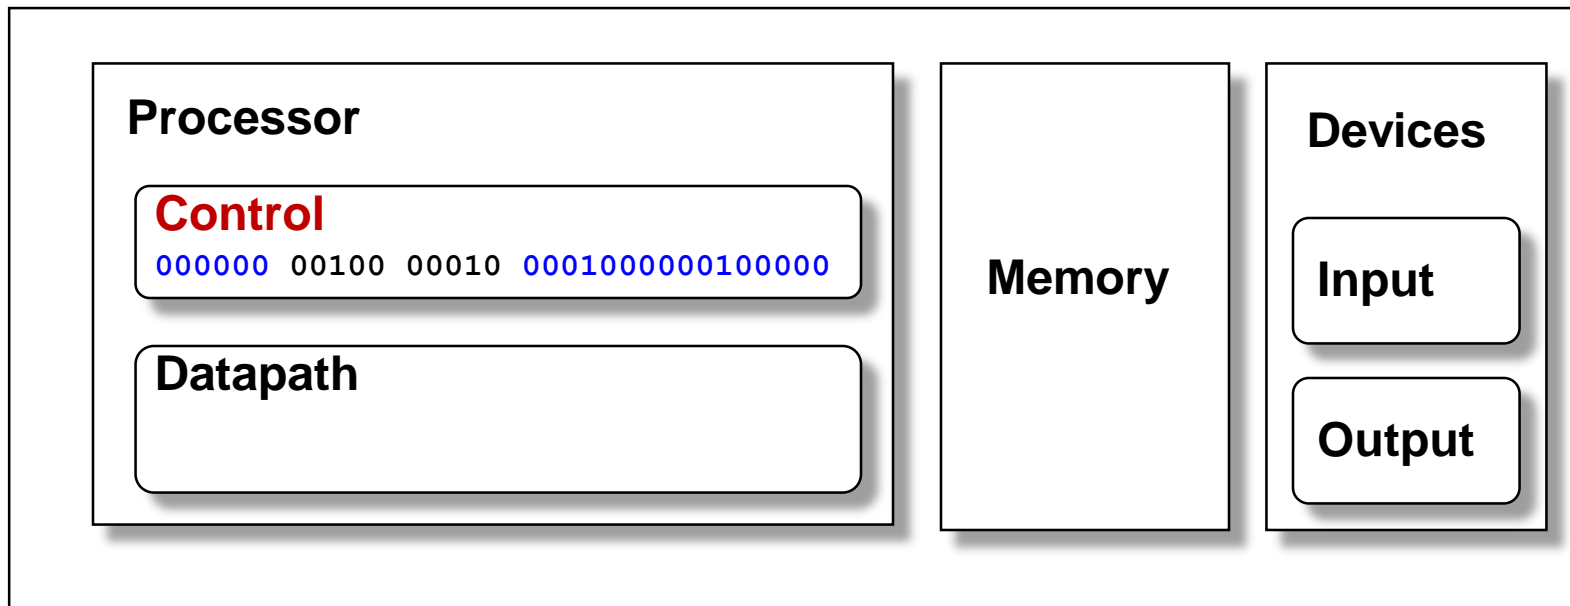 Processor
Control
000000 00100 00010 0001000000100000
Datapath
Memory
Devices
Input
Output